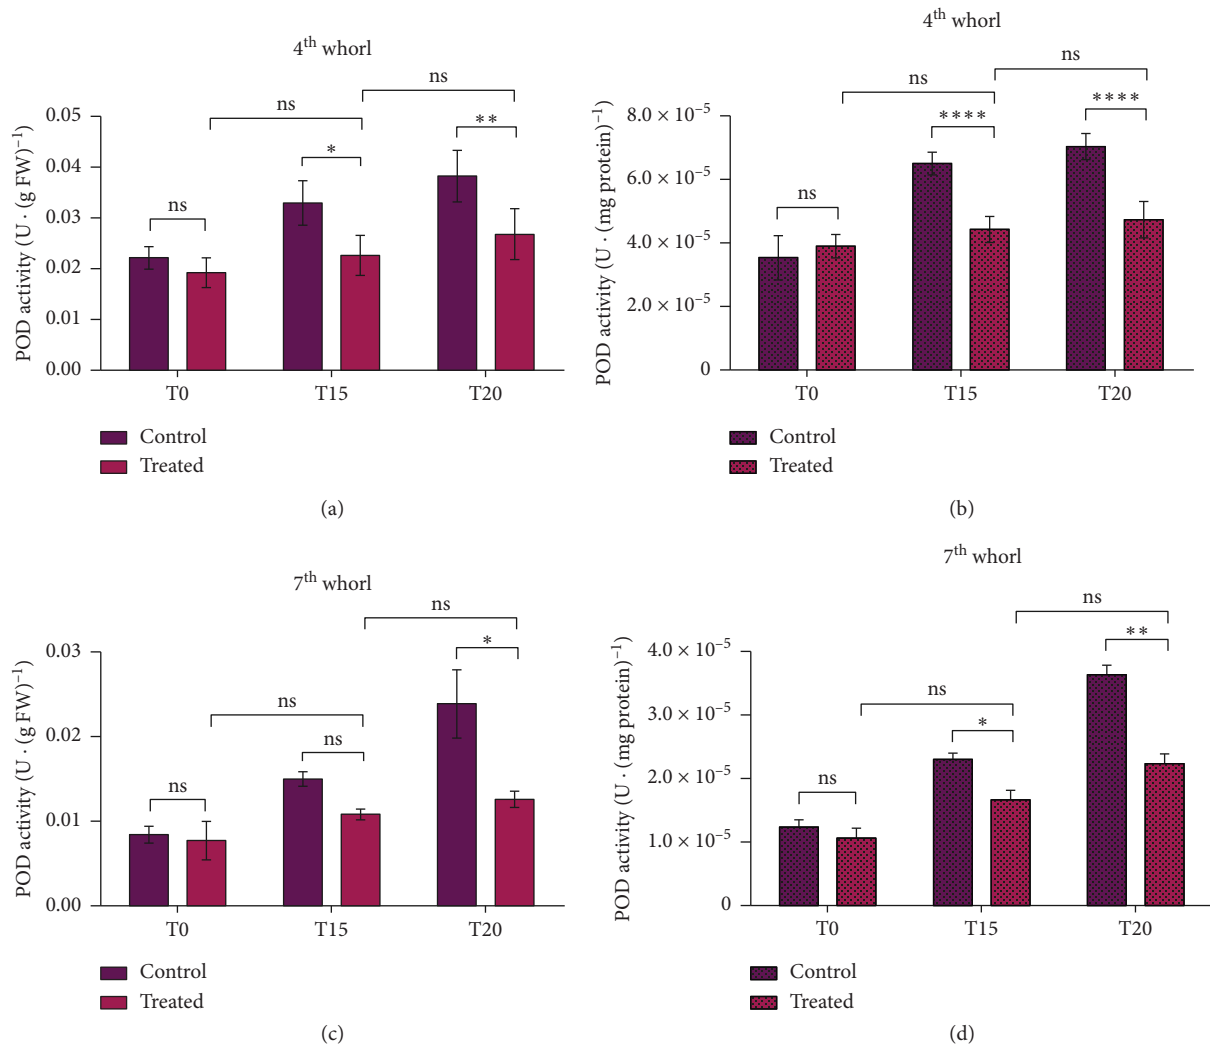 4th whorl
ns
ns
ns
*
**
POD activity (U · (g FW)−1)
0.05
0.04
0.03
0.02
0.01
0.00
T0
T15
T20
Control
Treated
(a)
4th whorl
ns
ns
ns
****
****
POD activity (U · (mg protein)−1)
8.0 × 10−5
6.0 × 10−5
4.0 × 10−5
2.0 × 10−5
0
T0
T15
T20
Control
Treated
(b)
7th whorl
ns
ns
ns
ns
*
POD activity (U · (g FW)−1)
0.03
0.02
0.01
0.00
T0
T15
T20
Control
Treated
(c)
7th whorl
ns
ns
ns
*
**
POD activity (U · (mg protein)−1)
4.0 × 10−5
3.0 × 10−5
2.0 × 10−5
1.0 × 10−5
0
T0
T15
T20
Control
Treated
(d)